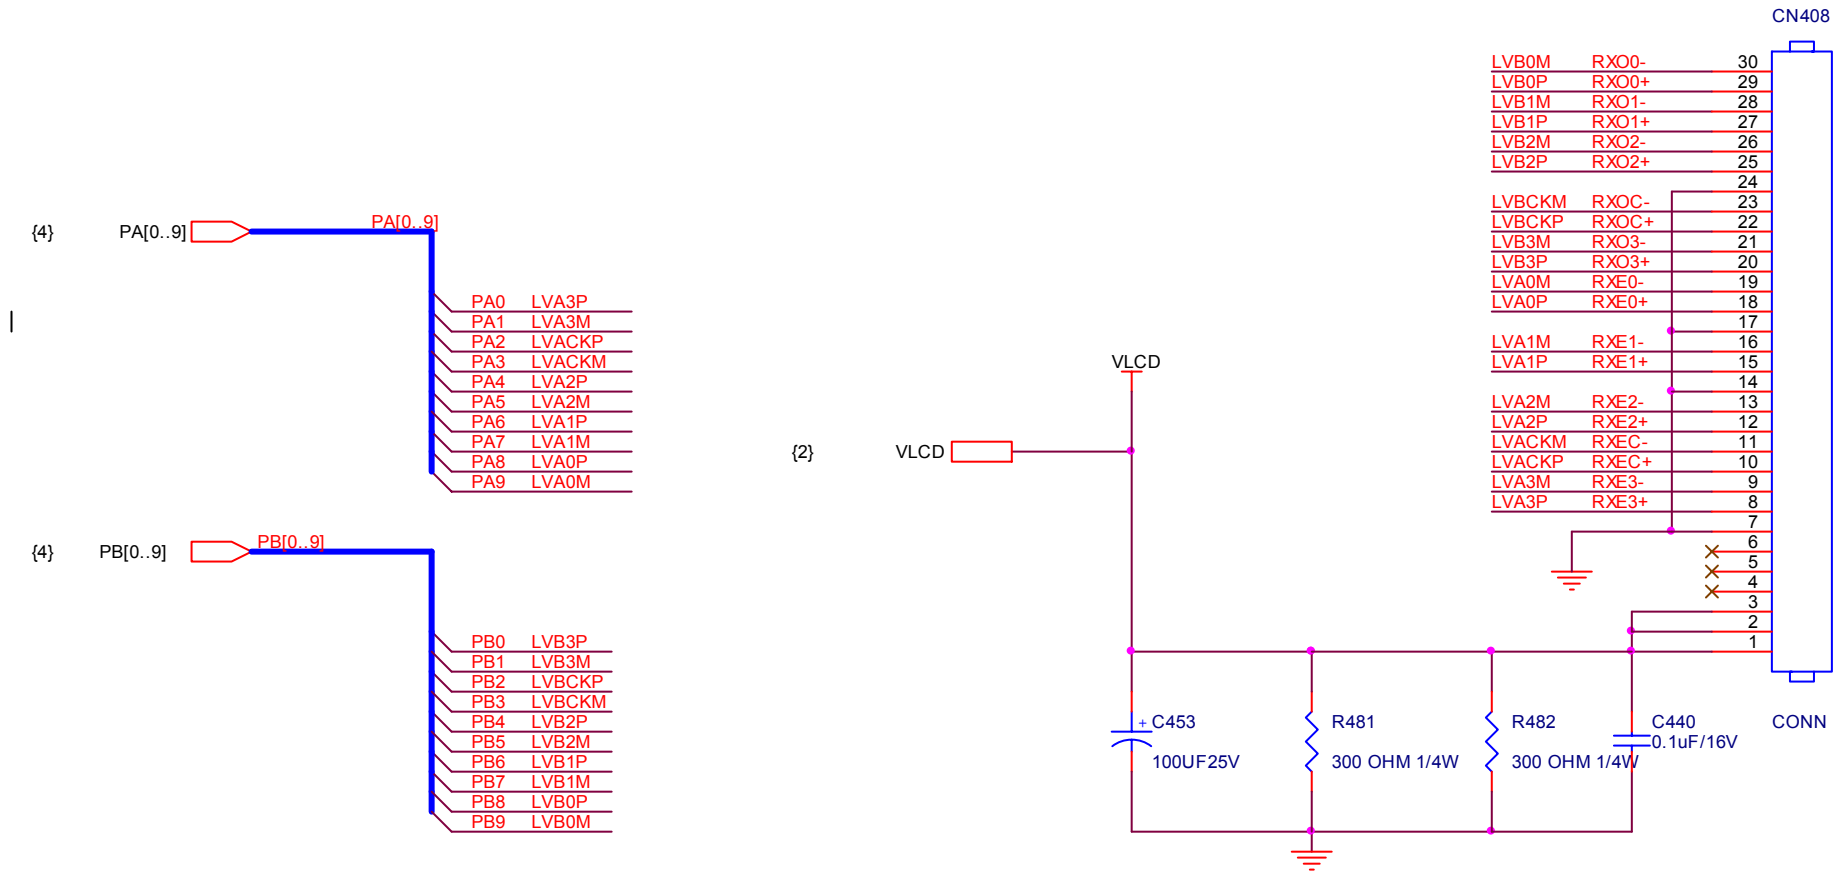 CN408
LVB0M RXO0- 30
LVB0P RXO0+ 29
LVB1M RXO1- 28
LVB1P RXO1+ 27
LVB2M RXO2- 26
LVB2P RXO2+ 25
24
LVBCKM RXOC- 23
LVBCKP RXOC+ 22
LVB3M RXO3- 21
LVB3P RXO3+ 20
LVA0M RXE0- 19
LVA0P RXE0+ 18
17
LVA1M RXE1- 16
LVA1P RXE1+ 15
14
LVA2M RXE2- 13
LVA2P RXE2+ 12
LVACKM RXEC- 11
LVACKP RXEC+ 10
LVA3M RXE3- 9
LVA3P RXE3+ 8
7
6
5
4
3
2
1
CONN
{4} PA[0..9] PA[0..9]
PA0 LVA3P
PA1 LVA3M
PA2 LVACKP
PA3 LVACKM
PA4 LVA2P
PA5 LVA2M
PA6 LVA1P
PA7 LVA1M
PA8 LVA0P
PA9 LVA0M
{4} PB[0..9] PB[0..9]
PB0 LVB3P
PB1 LVB3M
PB2 LVBCKP
PB3 LVBCKM
PB4 LVB2P
PB5 LVB2M
PB6 LVB1P
PB7 LVB1M
PB8 LVB0P
PB9 LVB0M
VLCD
{2} VLCD
+ C453
100UF25V
R481
300 OHM 1/4W
R482
300 OHM 1/4W
C440
0.1uF/16V